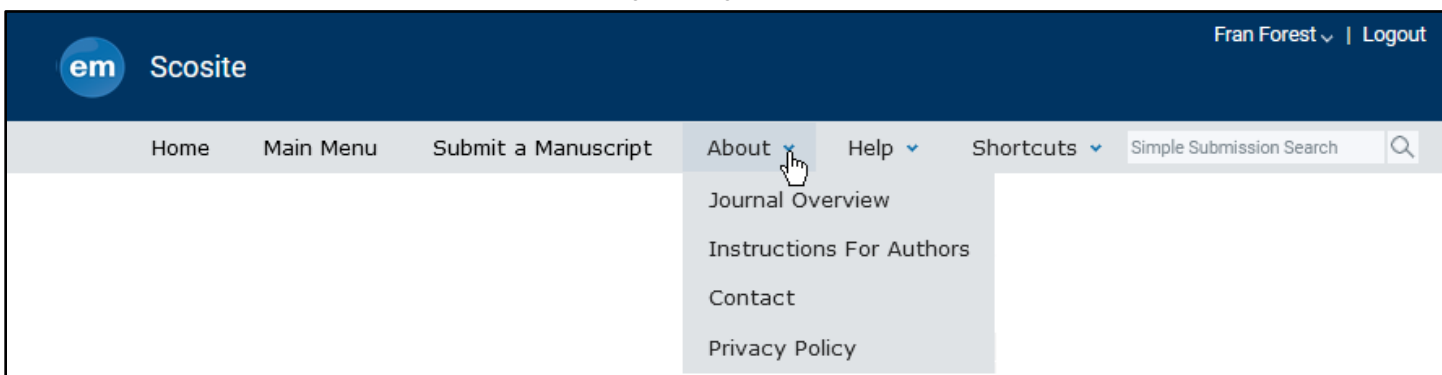 Fran Forest | Logout
em Scosite
Home Main Menu Submit a Manuscript About Help Shortcuts Simple Submission Search
Journal Overview
Instructions For Authors
Contact
Privacy Policy